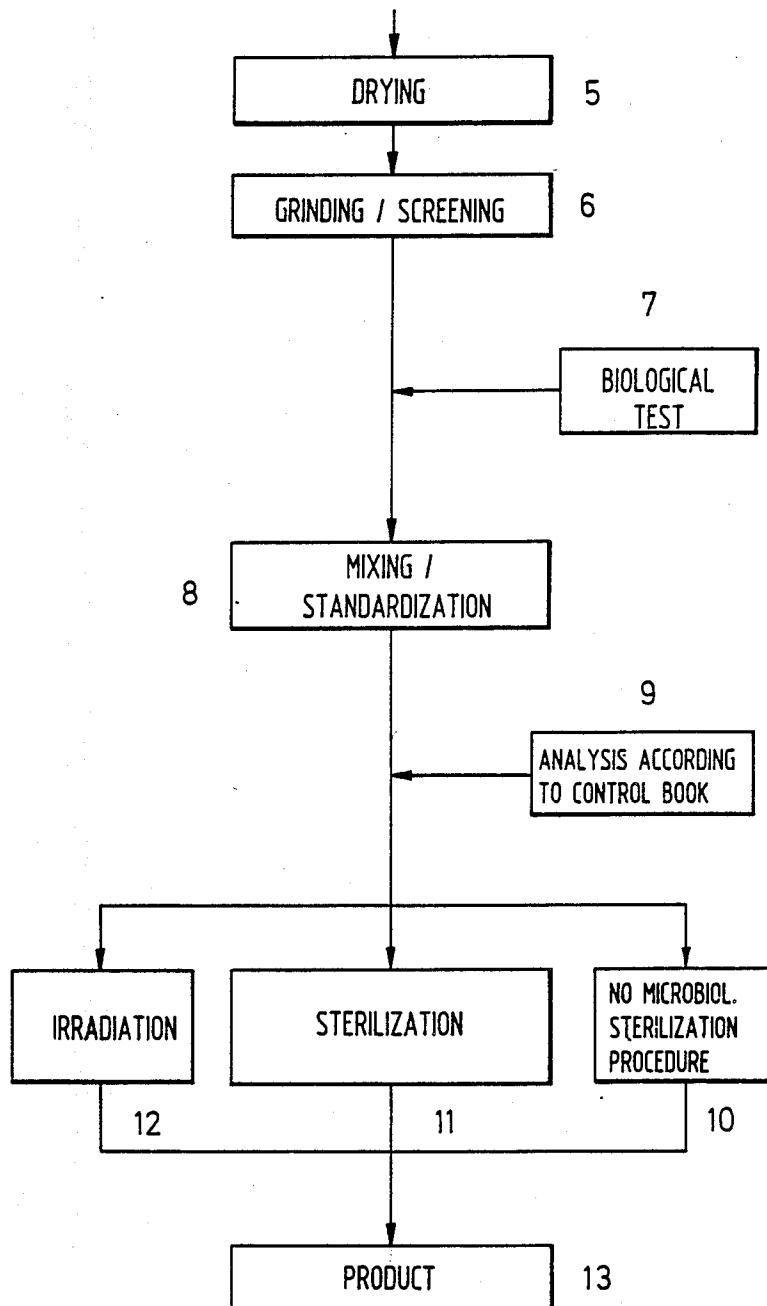 DRYING
5
GRINDING / SCREENING
6
7
BIOLOGICAL
TEST
MIXING /
STANDARDIZATION
8
9
ANALYSIS ACCORDING
TO CONTROL BOOK
IRRADIATION
STERILIZATION
NO MICROBIOL.
STERILIZATION
PROCEDURE
12
11
10
PRODUCT
13